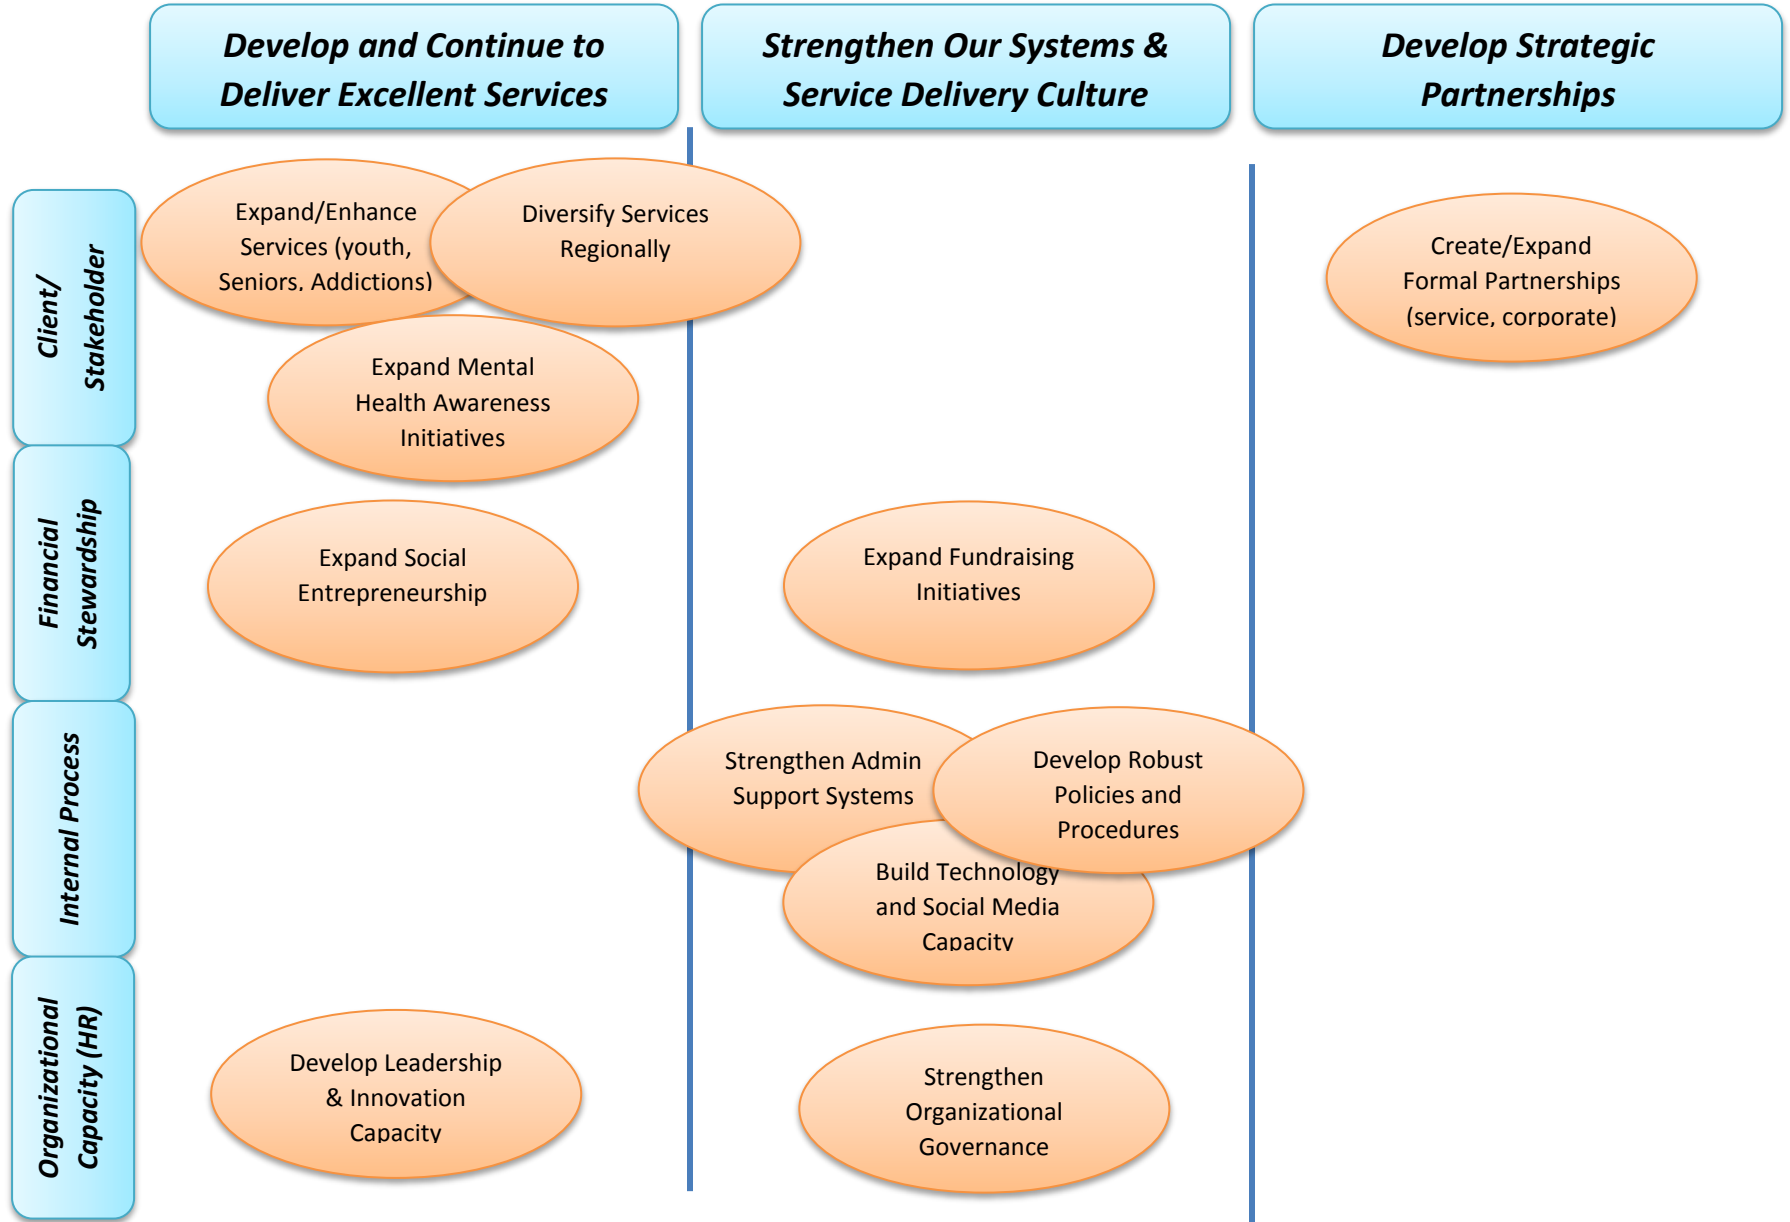 Develop and Continue to
Deliver Excellent Services
Strengthen Our Systems &
Service Delivery Culture
Develop Strategic
Partnerships
Client/
Stakeholder
Expand/Enhance
Services (youth,
Seniors, Addictions)
Diversify Services
Regionally
Expand Mental
Health Awareness
Initiatives
Create/Expand
Formal Partnerships
(service, corporate)
Financial
Stewardship
Expand Social
Entrepreneurship
Expand Fundraising
Initiatives
Internal Process
Strengthen Admin
Support Systems
Develop Robust
Policies and
Procedures
Build Technology
and Social Media
Capacity
Organizational
Capacity (HR)
Develop Leadership
& Innovation
Capacity
Strengthen
Organizational
Governance